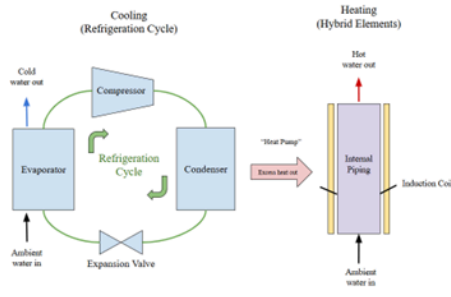 Cooling
(Refrigeration Cycle)
Heating
(Hybrid Elements)
Cold
water out
Compressor
Hot
water out
Evaporator
Refrigeration
Cycle
Condenser
"Heat Pump"
Excess heat out
Internal
Piping
Induction Coil
Ambient
water in
Expansion Valve
Ambient
water in